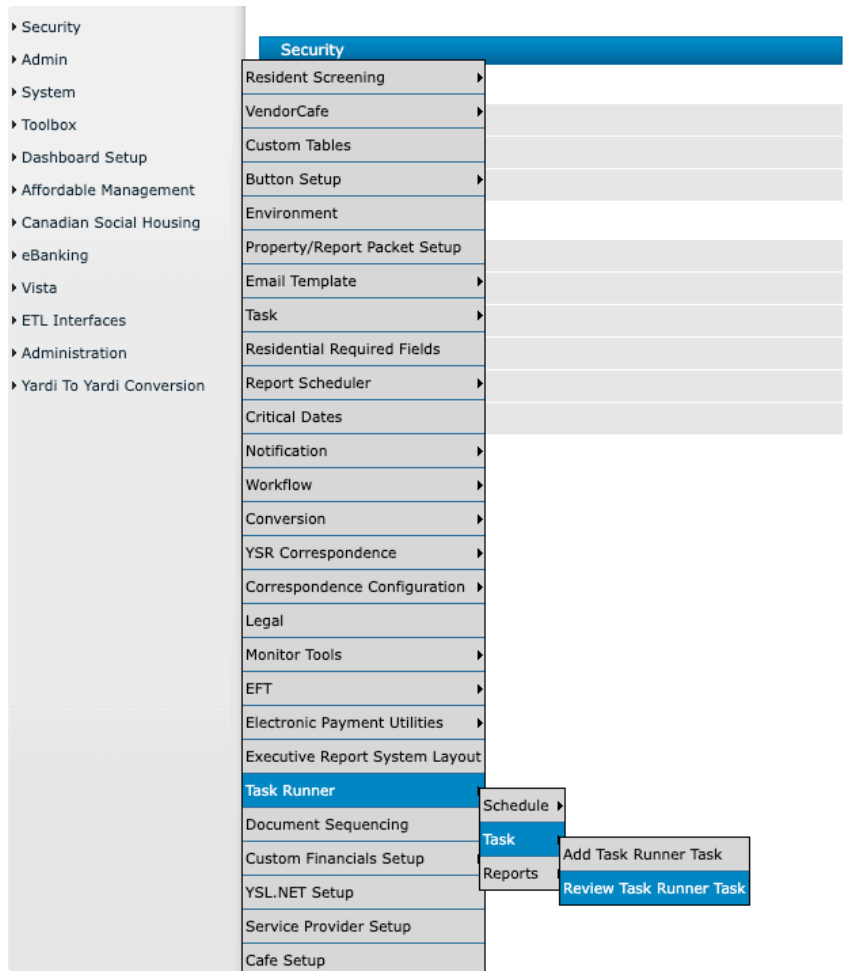 Security
Admin
System
Toolbox
Dashboard Setup
Affordable Management
Canadian Social Housing
eBanking
Vista
ETL Interfaces
Administration
Yardi To Yardi Conversion
Security
Resident Screening
VendorCafe
Custom Tables
Button Setup
Environment
Property/Report Packet Setup
Email Template
Task
Residential Required Fields
Report Scheduler
Critical Dates
Notification
Workflow
Conversion
YSR Correspondence
Correspondence Configuration
Legal
Monitor Tools
EFT
Electronic Payment Utilities
Executive Report System Layout
Task Runner
Document Sequencing
Custom Financials Setup
YSL.NET Setup
Service Provider Setup
Cafe Setup
Schedule
Task
Reports
Add Task Runner Task
Review Task Runner Task